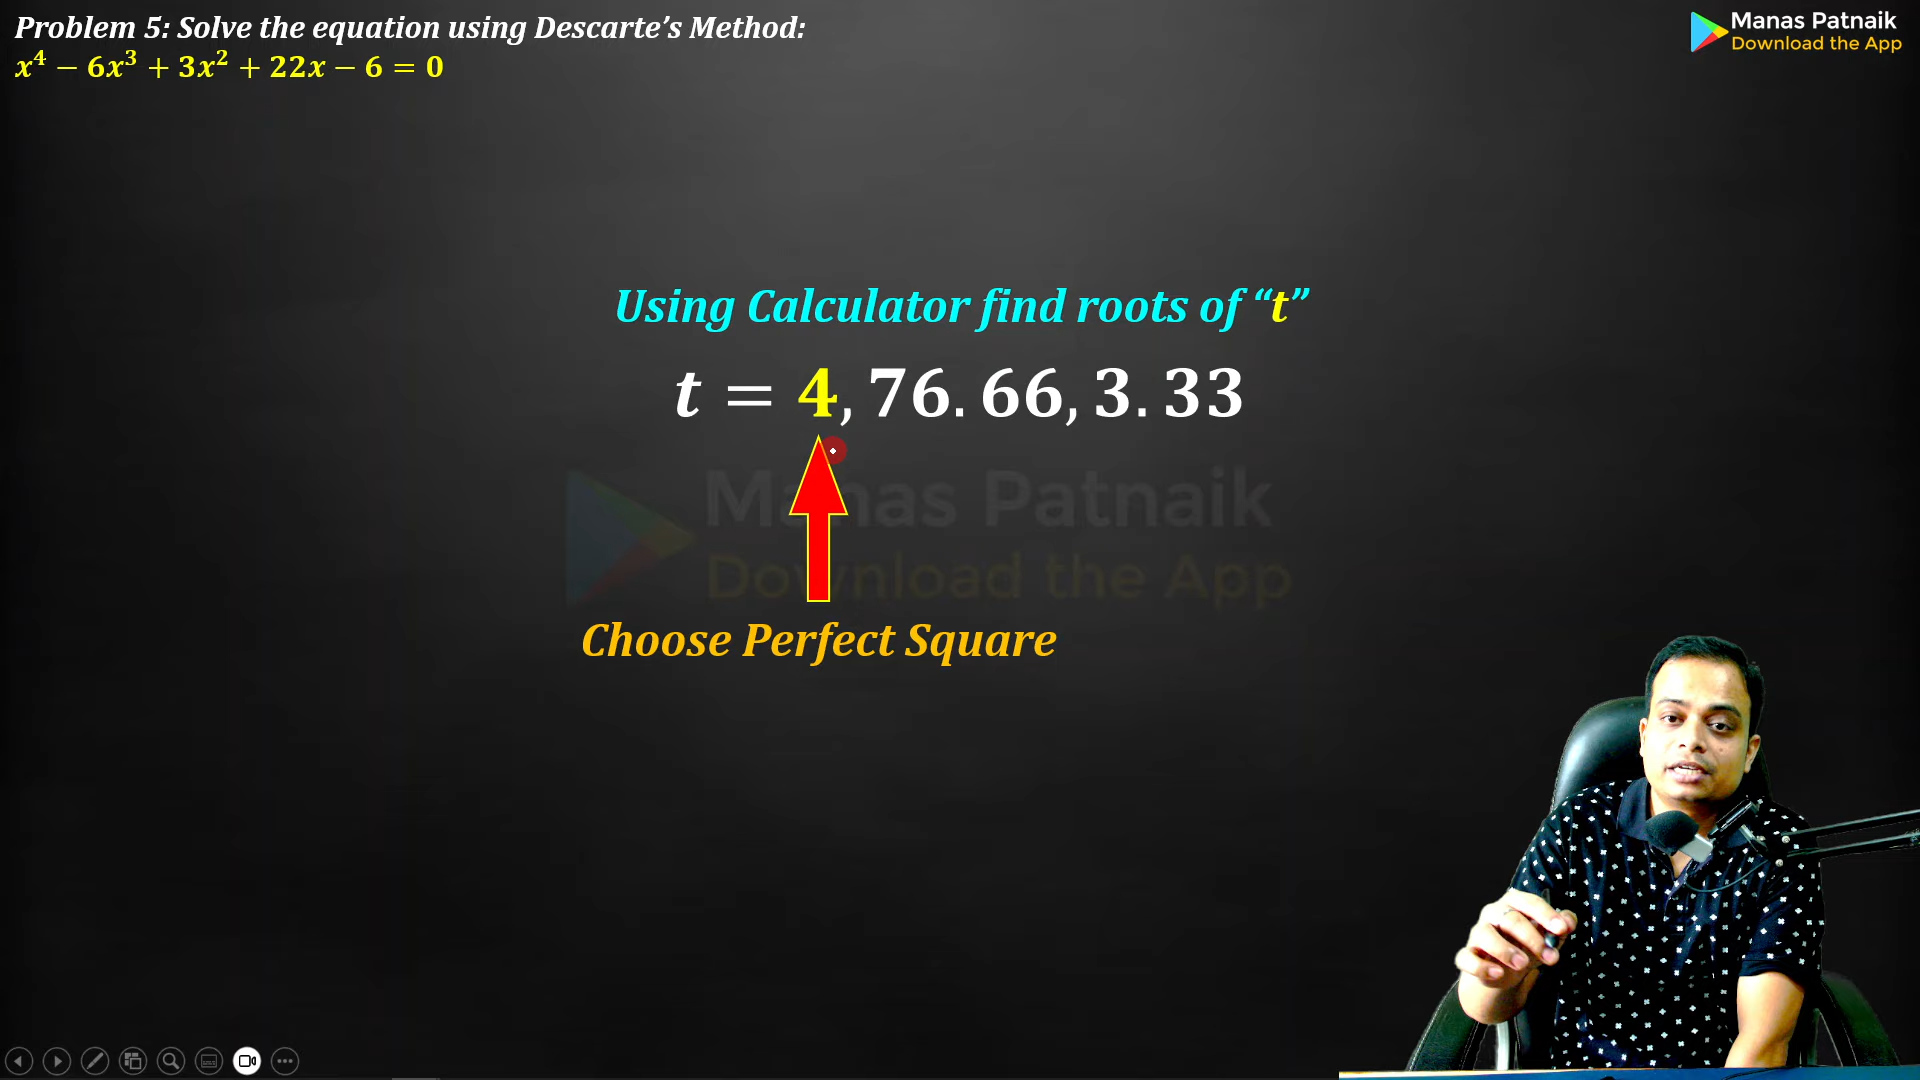 Problem 5: Solve the equation using Descarte's Method:
x⁴ − 6x³ + 3x² + 22x − 6 = 0
Manas Patnaik
Download the App
Using Calculator find roots of “t”
t = 4, 76.66, 3.33
Manas Patnaik
Download the App
Choose Perfect Square